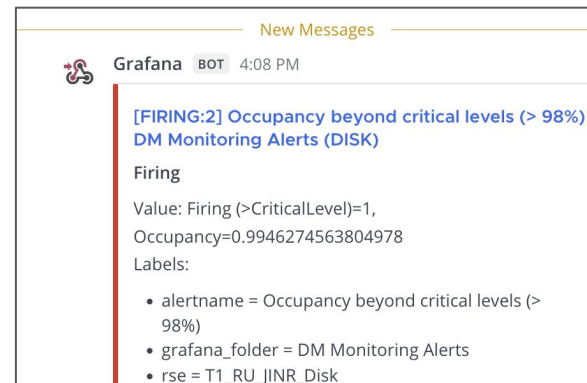 New Messages
Grafana BOT 4:08 PM
[FIRING:2] Occupancy beyond critical levels (> 98%)
DM Monitoring Alerts (DISK)
Firing
Value: Firing (>CriticalLevel)=1,
Occupancy=0.9946274563804978
Labels:
• alertname = Occupancy beyond critical levels (>
98%)
• grafana_folder = DM Monitoring Alerts
• rse = T1_RU_JINR_Disk